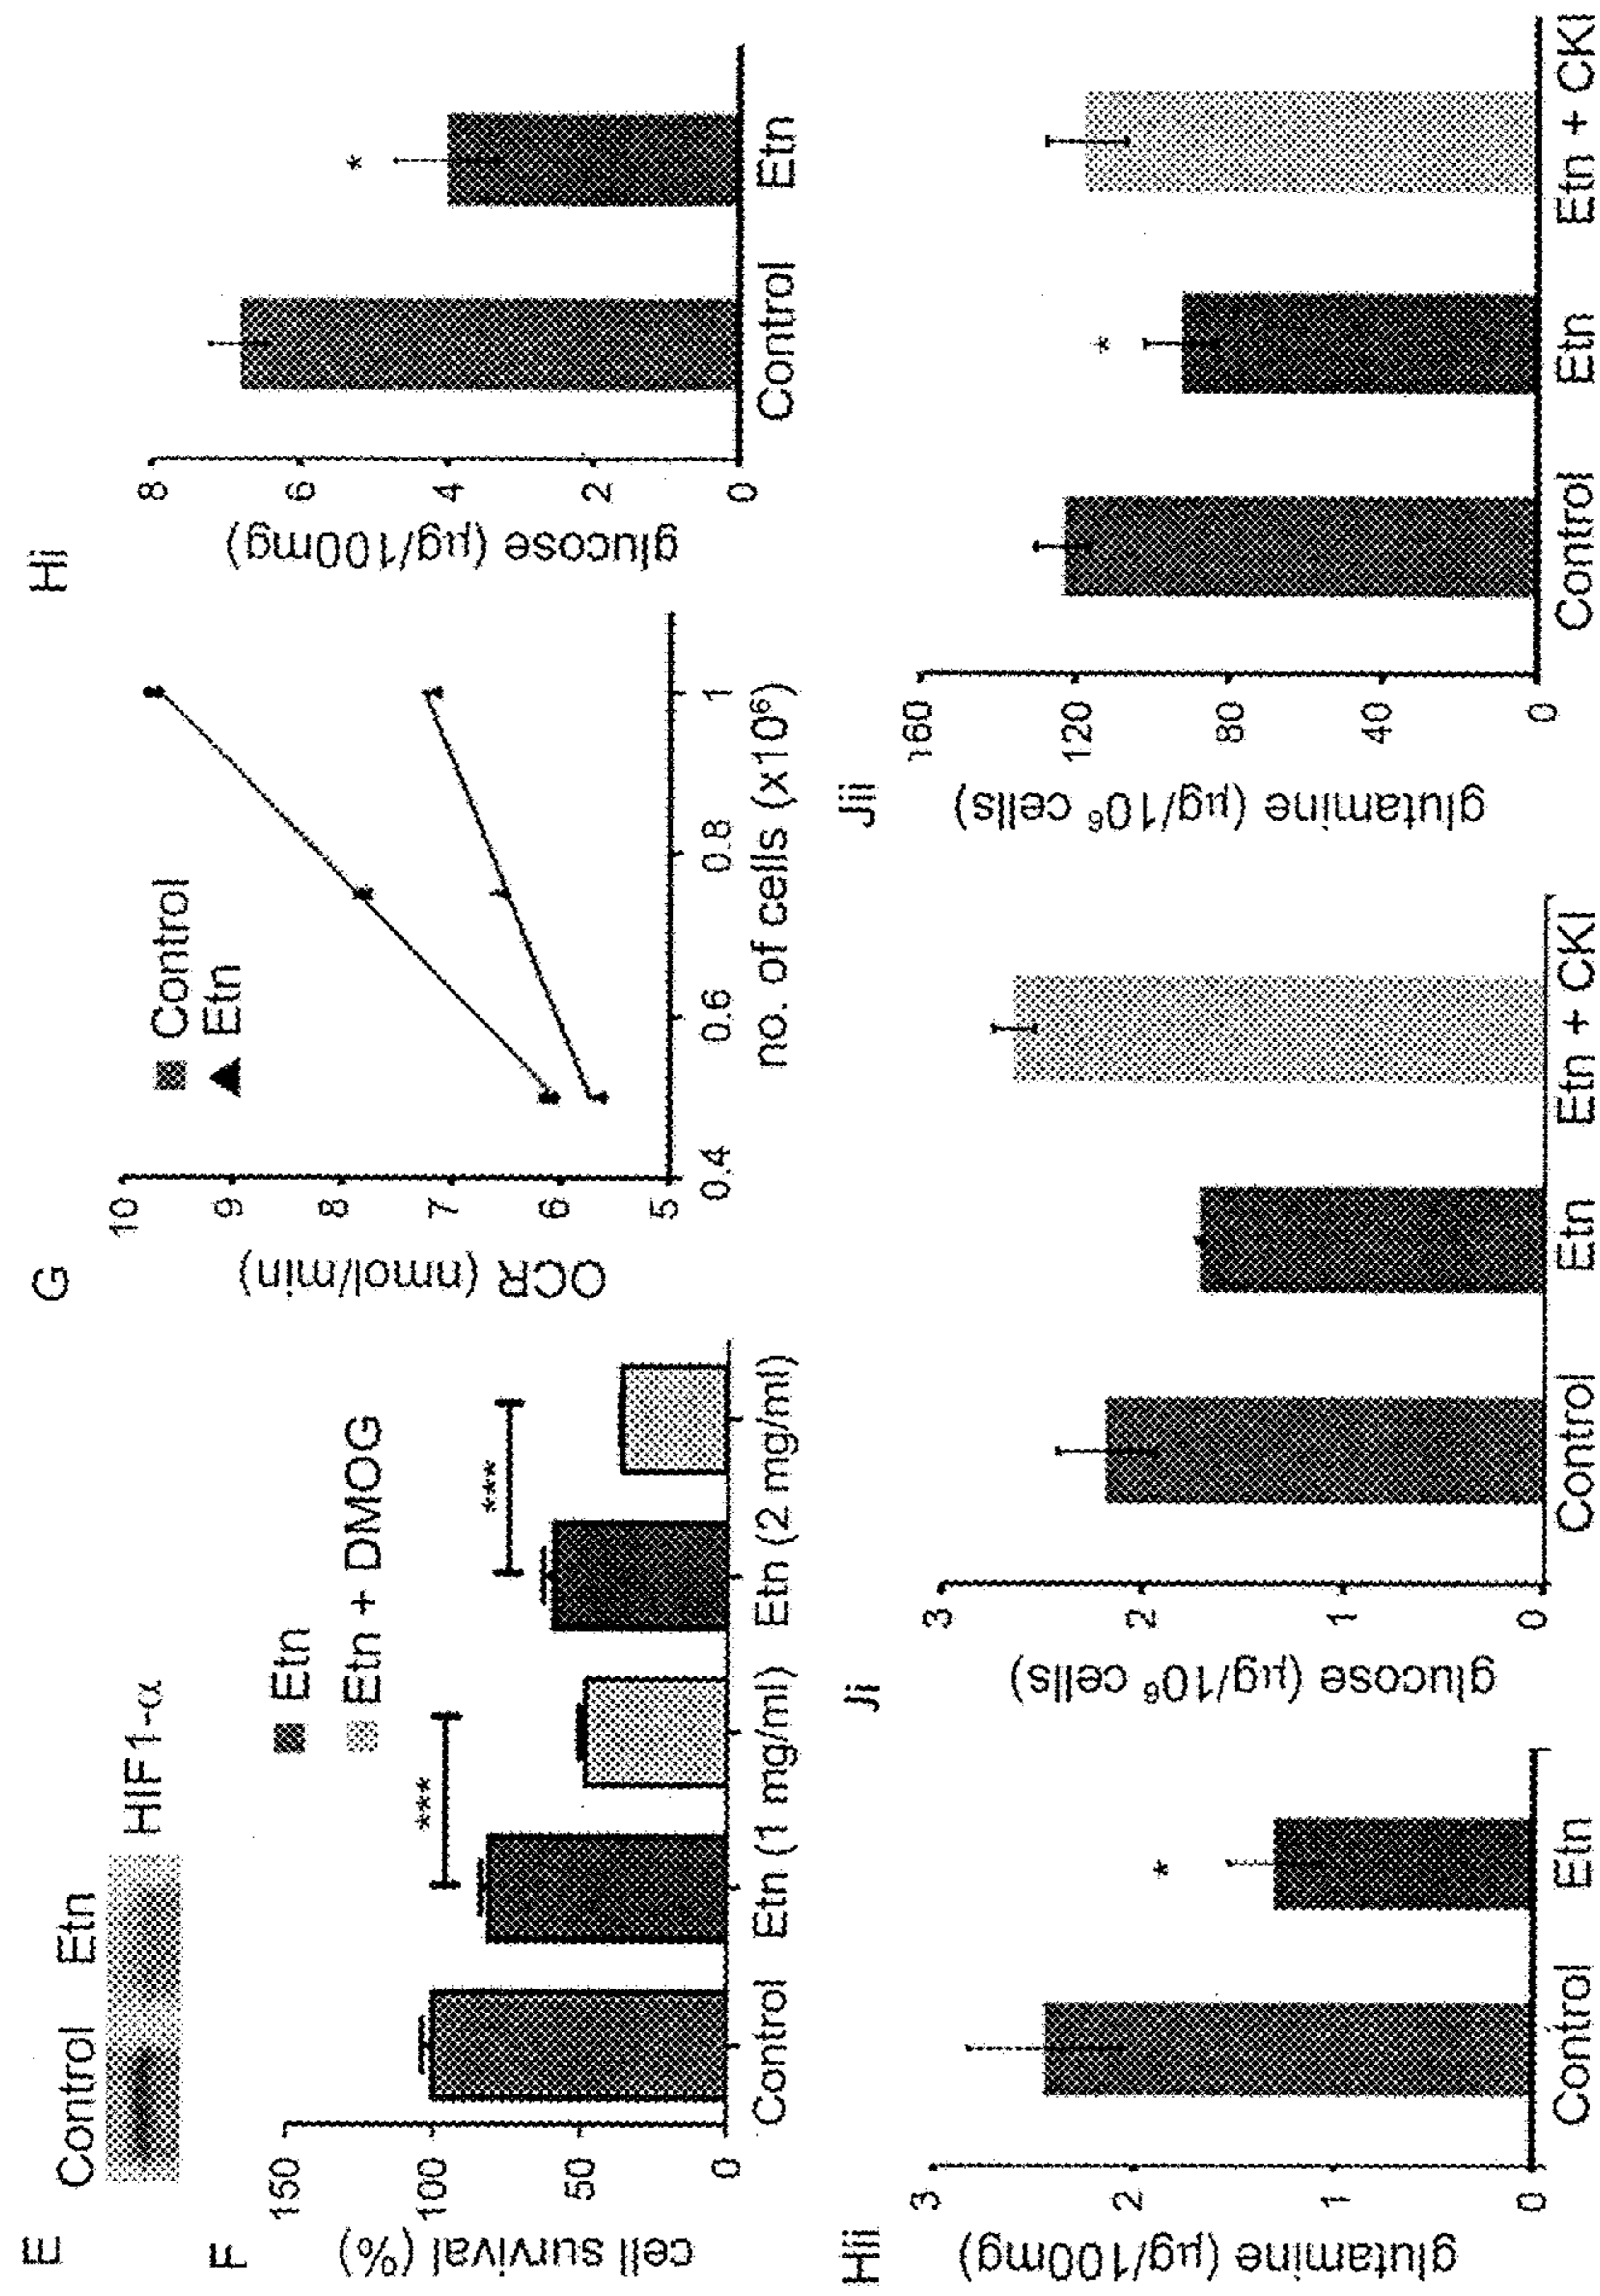 E
Control Etn
HIF1-α
F
cell survival (%)
150
100
50
0
Etn
Etn + DMOG
***
***
Control Etn (1 mg/ml) Etn (2 mg/ml)
G
OCR (nmol/min)
10
9
8
7
6
5
Control
Etn
0.4 0.6 0.8 1
no. of cells (x10⁶)
Hi
glucose (µg/100mg)
8
6
4
2
0
*
Control Etn
Hii
glutamine (µg/100mg)
3
2
1
0
*
Control Etn
Ji
glucose (µg/10⁶ cells)
3
2
1
0
Control Etn Etn + CKI
Jii
glutamine (µg/10⁶ cells)
160
120
80
40
0
*
Control Etn Etn + CKI